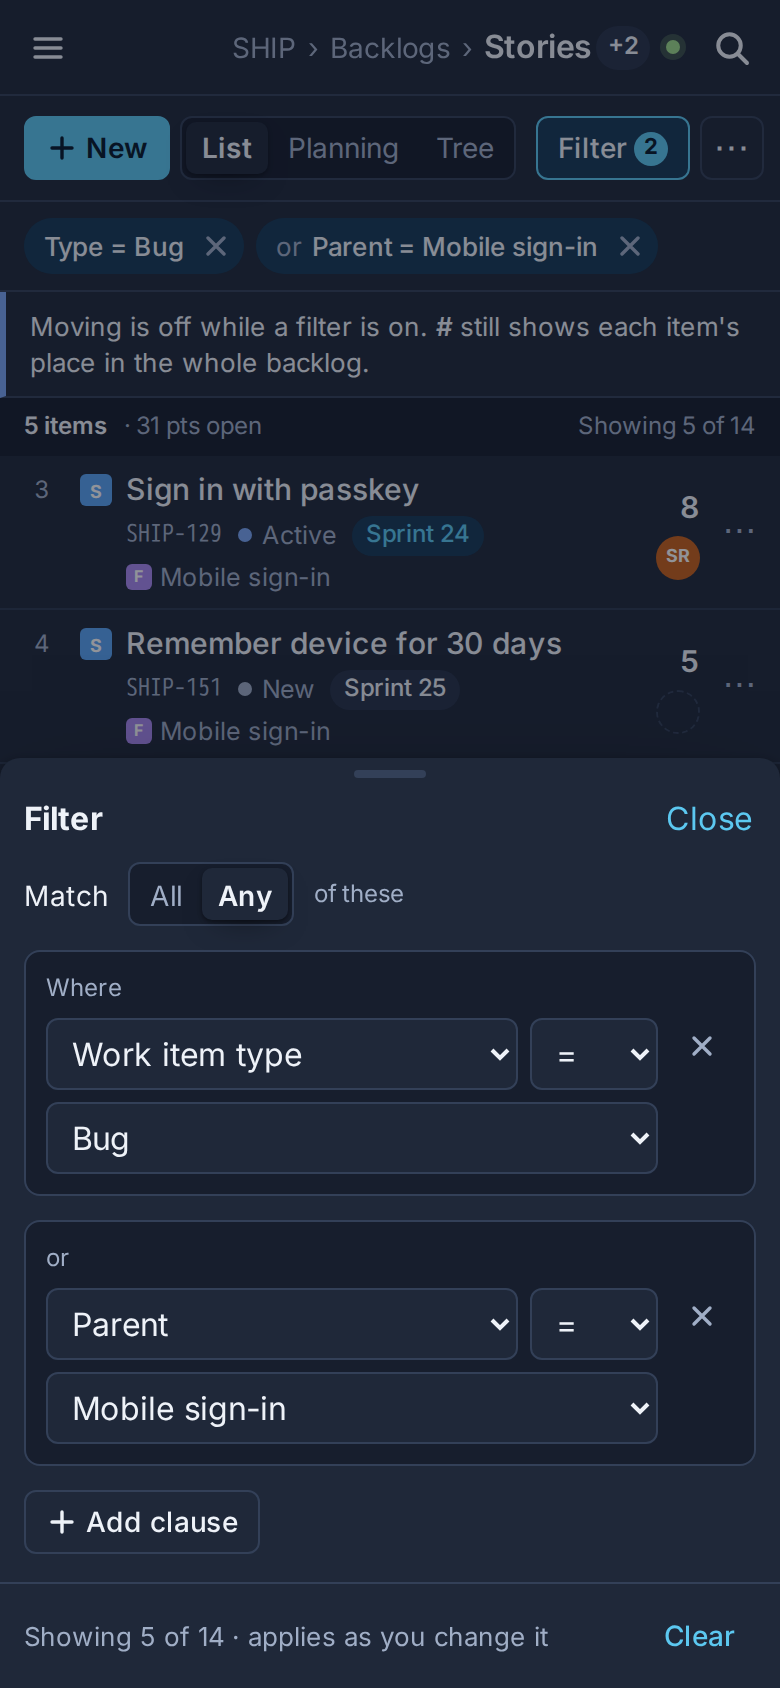 SHIP › Backlogs › Stories +2
+ New List Planning Tree Filter 2 ...
Type = Bug ✕ or Parent = Mobile sign-in ✕
Moving is off while a filter is on. # still shows each item's
place in the whole backlog.
5 items · 31 pts open Showing 5 of 14
3 S Sign in with passkey 8
SHIP-129 Active Sprint 24 ...
SR
F Mobile sign-in
4 S Remember device for 30 days 5
SHIP-151 New Sprint 25 ...
F Mobile sign-in
Filter Close
Match All Any of these
Where
Work item type = ✕
Bug
or
Parent = ✕
Mobile sign-in
+ Add clause
Showing 5 of 14 · applies as you change it Clear